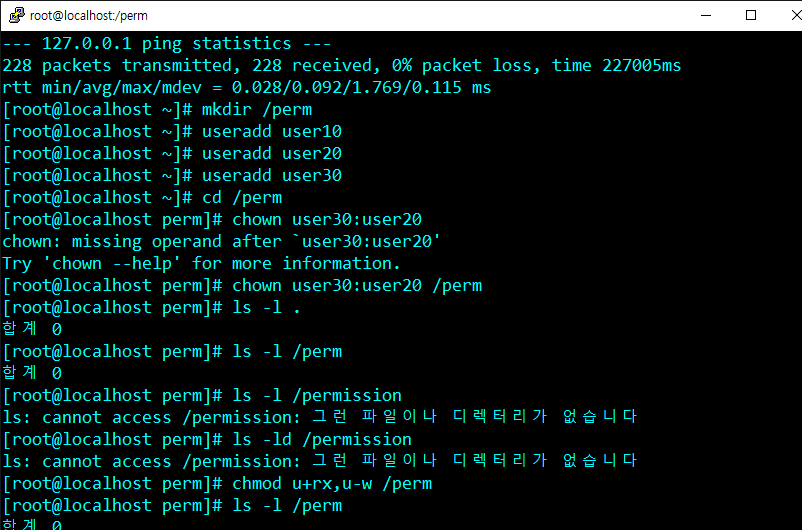 root@localhost:/perm
--- 127.0.0.1 ping statistics ---
228 packets transmitted, 228 received, 0% packet loss, time 227005ms
rtt min/avg/max/mdev = 0.028/0.092/1.769/0.115 ms
[root@localhost ~]# mkdir /perm
[root@localhost ~]# useradd user10
[root@localhost ~]# useradd user20
[root@localhost ~]# useradd user30
[root@localhost ~]# cd /perm
[root@localhost perm]# chown user30:user20
chown: missing operand after `user30:user20'
Try 'chown --help' for more information.
[root@localhost perm]# chown user30:user20 /perm
[root@localhost perm]# ls -l .
합계 0
[root@localhost perm]# ls -l /perm
합계 0
[root@localhost perm]# ls -l /permission
ls: cannot access /permission: 그런 파일이나 디렉터리가 없습니다
[root@localhost perm]# ls -ld /permission
ls: cannot access /permission: 그런 파일이나 디렉터리가 없습니다
[root@localhost perm]# chmod u+rx,u-w /perm
[root@localhost perm]# ls -l /perm
합계 0